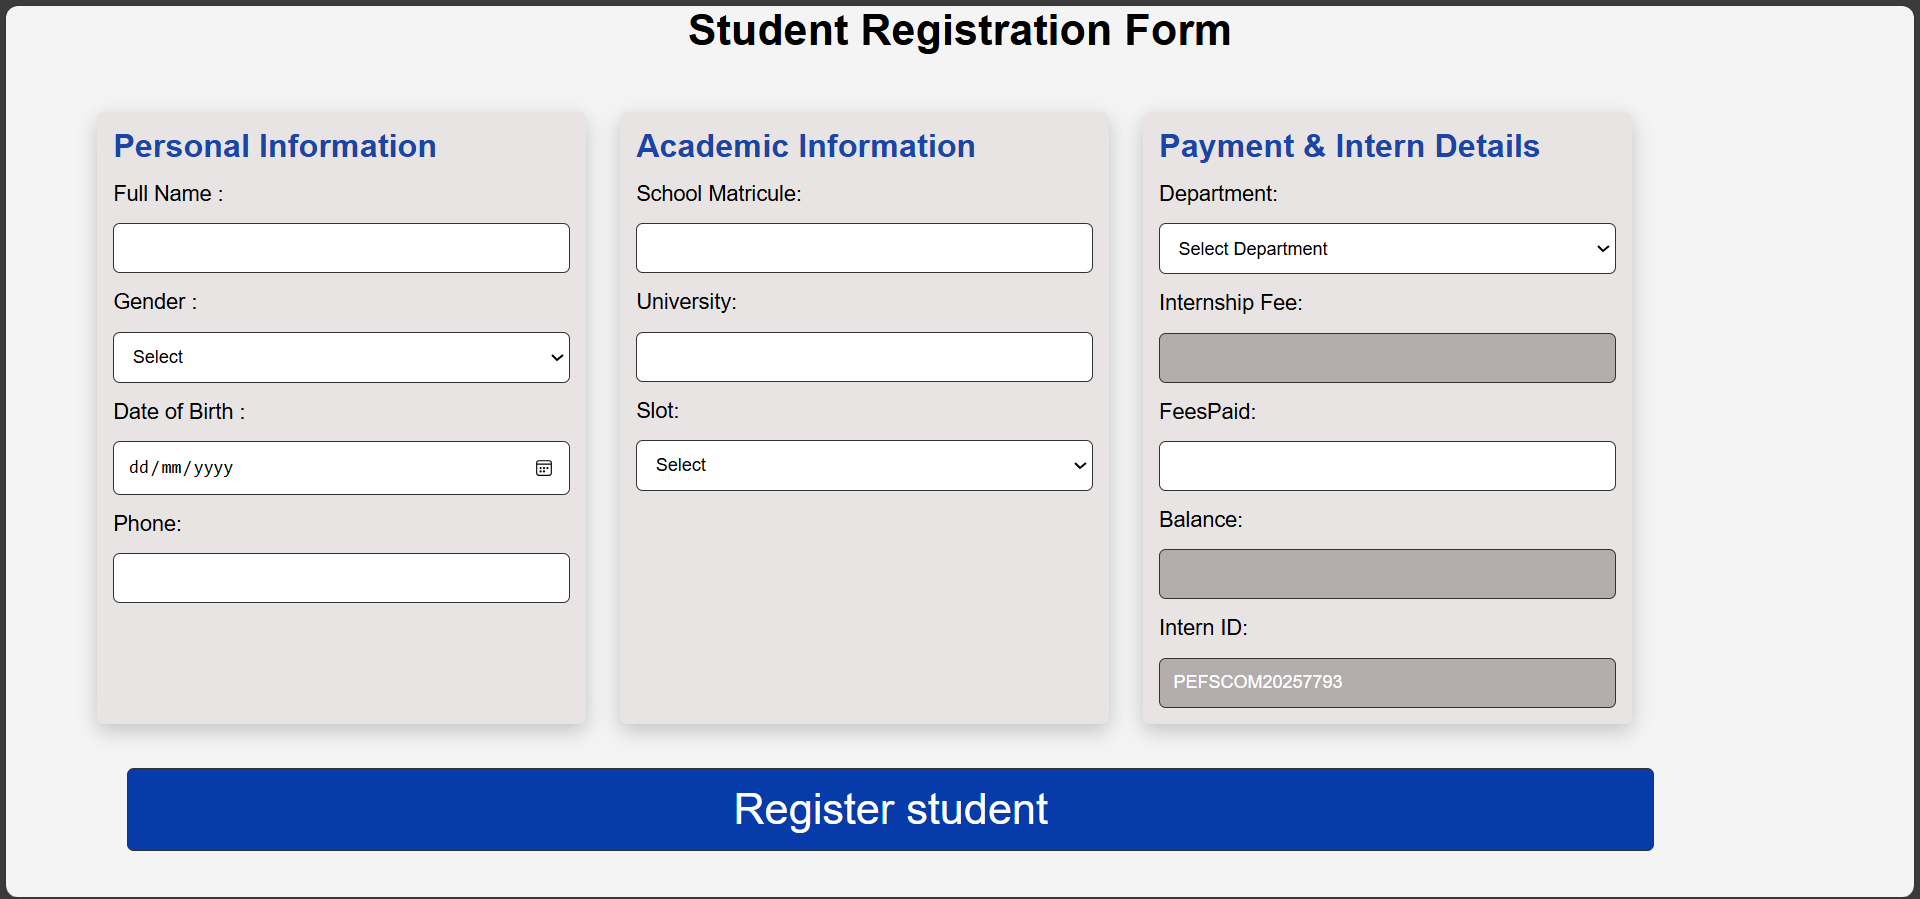 Student Registration Form
Personal Information
Full Name :
Gender :
Select
Date of Birth :
dd/mm/yyyy
Phone:
Academic Information
School Matricule:
University:
Slot:
Select
Payment & Intern Details
Department:
Select Department
Internship Fee:
FeesPaid:
Balance:
Intern ID:
PEFSCOM20257793
Register student